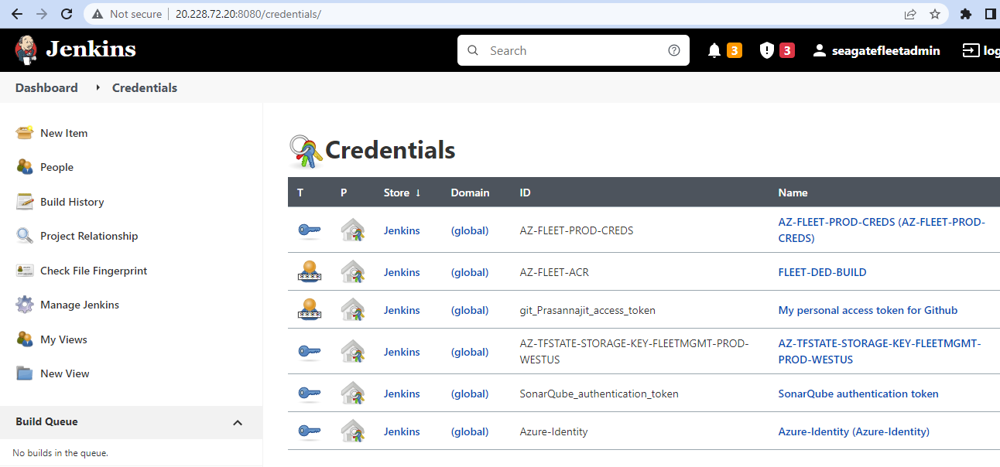 Not secure 20.228.72.20:8080/credentials/
Jenkins Search 3 3 seagatefleetadmin log
Dashboard Credentials
New Item
People
Build History
Project Relationship
Check File Fingerprint
Manage Jenkins
My Views
New View
Build Queue
No builds in the queue.
Credentials
T P Store ↓ Domain ID Name
Jenkins (global) AZ-FLEET-PROD-CREDS AZ-FLEET-PROD-CREDS (AZ-FLEET-PROD-
CREDS)
Jenkins (global) AZ-FLEET-ACR FLEET-DED-BUILD
Jenkins (global) git_Prasannajit_access_token My personal access token for Github
Jenkins (global) AZ-TFSTATE-STORAGE-KEY-FLEETMGMT-PROD- AZ-TFSTATE-STORAGE-KEY-FLEETMGMT-
WESTUS PROD-WESTUS
Jenkins (global) SonarQube_authentication_token SonarQube authentication token
Jenkins (global) Azure-Identity Azure-Identity (Azure-Identity)